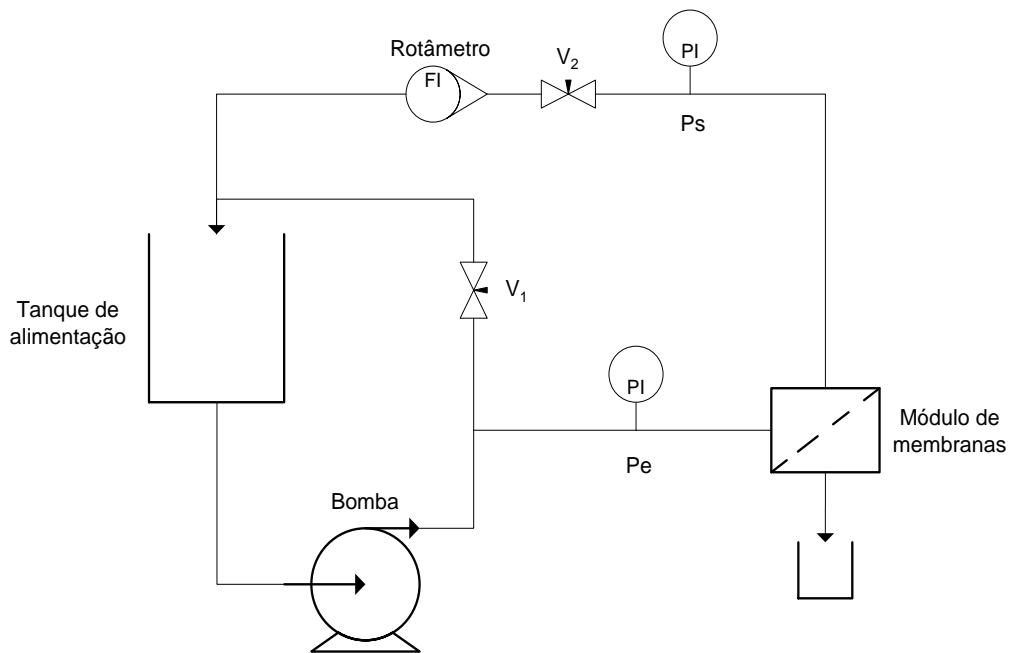 PI
Rotâmetro
V2
FI
Ps
Tanque de
alimentação
V1
PI
Pe
Módulo de
membranas
Bomba